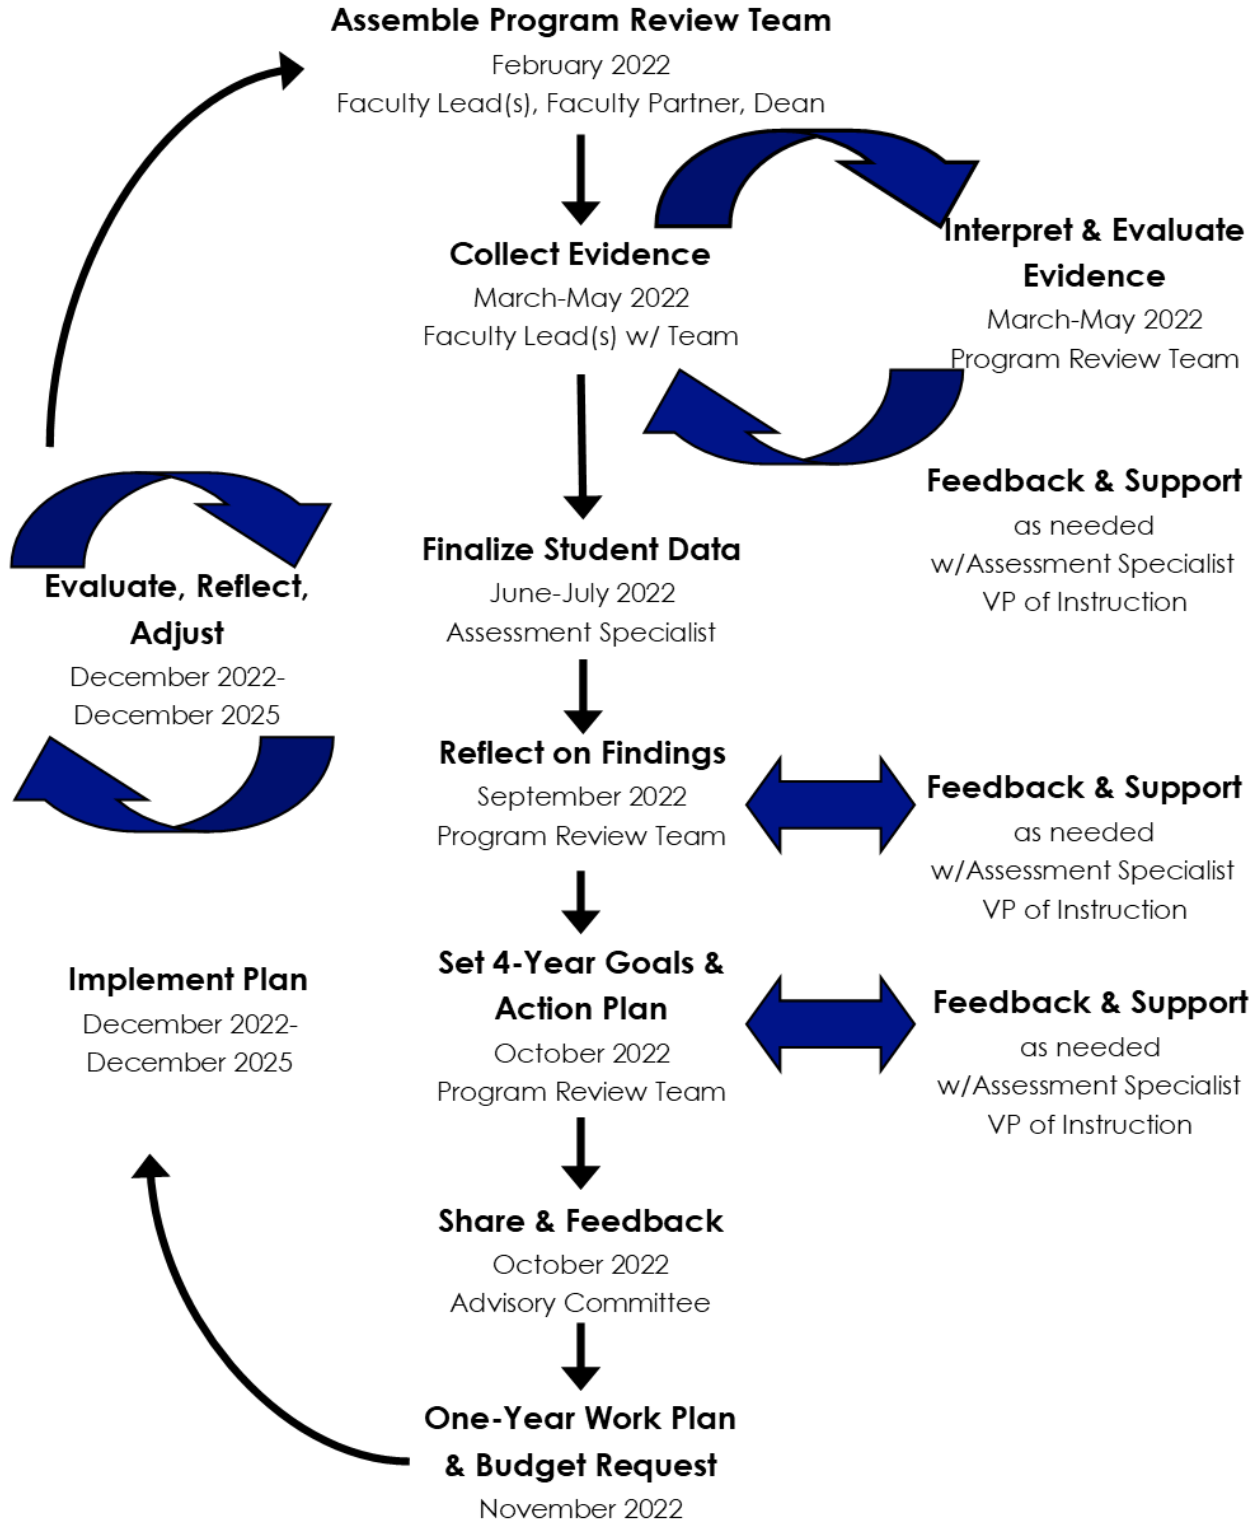 Assemble Program Review Team
February 2022
Faculty Lead(s), Faculty Partner, Dean
Collect Evidence
March-May 2022
Faculty Lead(s) w/ Team
Interpret & Evaluate
Evidence
March-May 2022
Program Review Team
Feedback & Support
as needed
w/Assessment Specialist
VP of Instruction
Finalize Student Data
June-July 2022
Assessment Specialist
Evaluate, Reflect,
Adjust
December 2022-
December 2025
Reflect on Findings
September 2022
Program Review Team
Feedback & Support
as needed
w/Assessment Specialist
VP of Instruction
Set 4-Year Goals &
Action Plan
October 2022
Program Review Team
Feedback & Support
as needed
w/Assessment Specialist
VP of Instruction
Implement Plan
December 2022-
December 2025
Share & Feedback
October 2022
Advisory Committee
One-Year Work Plan
& Budget Request
November 2022